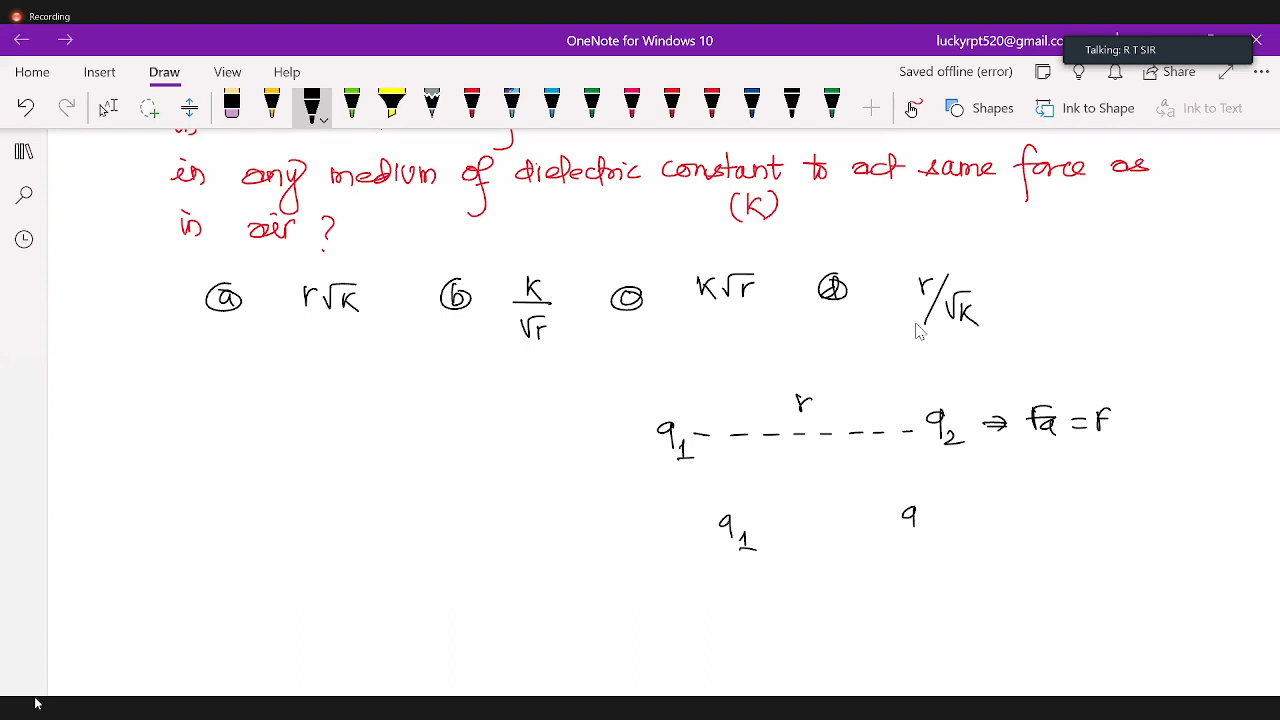 Recording
OneNote for Windows 10
luckyrpt520@gmail.co
Talking: R T SIR
Home Insert Draw View Help
Saved offline (error)
Share
Shapes
Ink to Shape
Ink to Text
in any medium of dielectric constant to act same force as
(K)
in air ?
ⓐ r√K ⓑ K/√r ⓒ K√r ⓓ r/√K
r
q₁ - - - - - - - q₂ ⇒ Fa = F
q₁ q